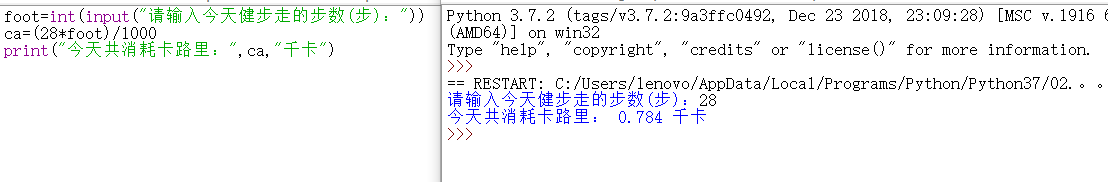 foot=int(input("请输入今天健步走的步数(步)："))
ca=(28*foot)/1000
print("今天共消耗卡路里：",ca,"千卡")
Python 3.7.2 (tags/v3.7.2:9a3ffc0492, Dec 23 2018, 23:09:28) [MSC v.1916 6
(AMD64)] on win32
Type "help", "copyright", "credits" or "license()" for more information.
>>>
== RESTART: C:/Users/lenovo/AppData/Local/Programs/Python/Python37/02.。。
请输入今天健步走的步数(步)：28
今天共消耗卡路里： 0.784 千卡
>>>